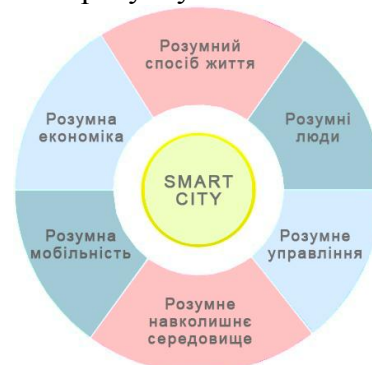 Розумний
спосіб життя
Розумні
люди
Розумне
управління
Розумне
навколишнє
середовище
Розумна
мобільність
Розумна
економіка
SMART
CITY